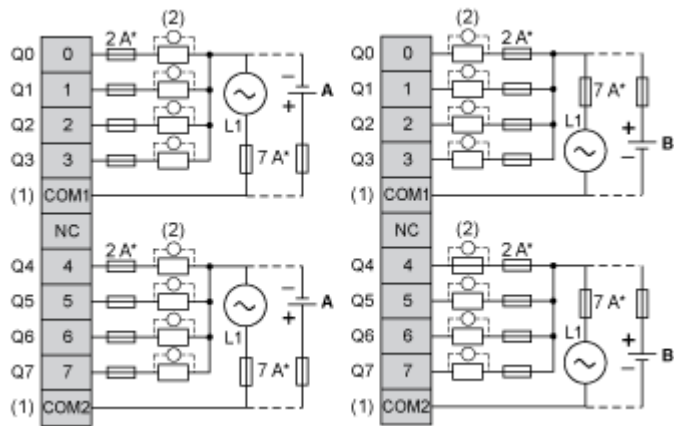 (2)
Q0 0 2 A*
Q1 1
Q2 2
Q3 3
(1) COM1
L1
7 A*
−
+
A
NC
(2)
Q4 4 2 A*
Q5 5
Q6 6
Q7 7
(1) COM2
L1
7 A*
−
+
A
(2)
Q0 0 2 A*
Q1 1
Q2 2
Q3 3
(1) COM1
7 A*
L1
+
−
B
NC
(2)
Q4 4 2 A*
Q5 5
Q6 6
Q7 7
(1) COM2
7 A*
L1
+
−
B